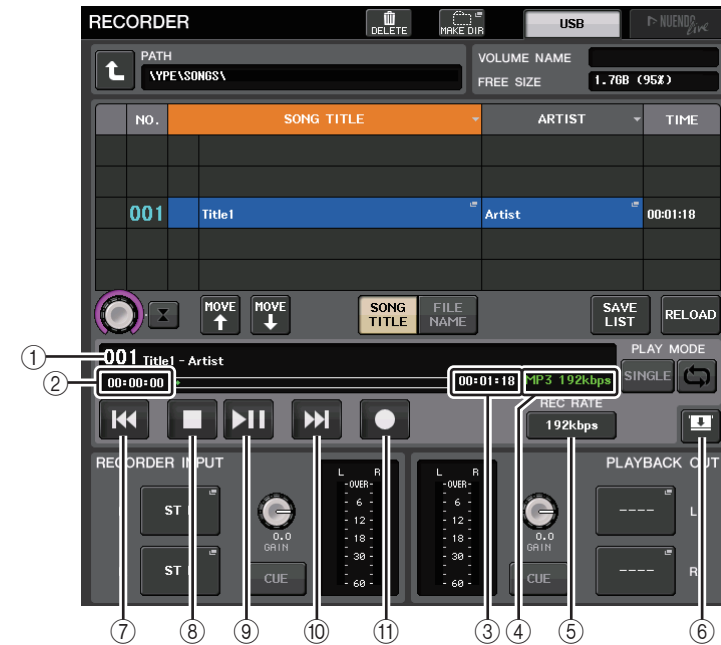 RECORDER
DELETE
MAKE DIR
USB
NUENDO Live
PATH
\YPE\SONGS\
VOLUME NAME
FREE SIZE 1.7GB (95%)
NO. SONG TITLE ARTIST TIME
001 Title1 Artist 00:01:18
MOVE
MOVE
SONG TITLE
FILE NAME
SAVE LIST
RELOAD
① 001 Title1 - Artist
PLAY MODE
② 00:00:00 00:01:18 MP3 192kbps
SINGLE
REC RATE
192kbps
RECORDER INPUT
PLAYBACK OUT
ST
ST
0.0
GAIN
CUE
L R
-OVER-
- 6 -
- 12 -
- 18 -
- 30 -
- 60 -
L R
-OVER-
- 6 -
- 12 -
- 18 -
- 30 -
- 60 -
0.0
GAIN
CUE
---- L
---- R
⑦ ⑧ ⑨ ⑩ ⑪ ③ ④ ⑤ ⑥